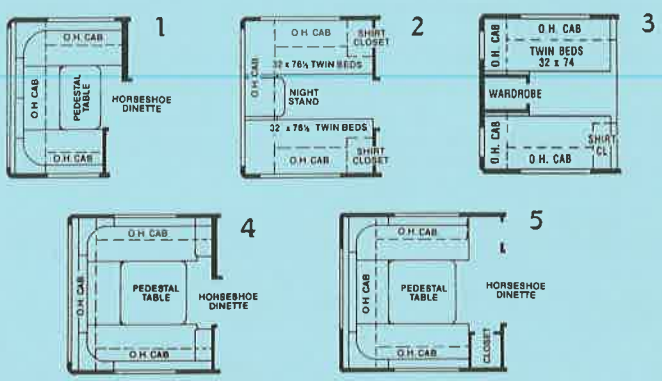 1
O.H. CAB
O.H. CAB
PEDESTAL
TABLE
HORSESHOE
DINETTE
O.H. CAB
2
O.H. CAB
SHIRT
CLOSET
O.H. CAB
32 x 76½ TWIN BEDS
NIGHT
STAND
32 x 76½ TWIN BEDS
O.H. CAB
SHIRT
CLOSET
3
O.H. CAB
O.H. CAB
TWIN BEDS
32 x 74
WARDROBE
O.H. CAB
O.H. CAB
SHIRT
CL
4
O.H. CAB
O.H. CAB
PEDESTAL
TABLE
HORSESHOE
DINETTE
O.H. CAB
5
O.H. CAB
O.H. CAB
PEDESTAL
TABLE
HORSESHOE
DINETTE
O.H. CAB
CLOSET